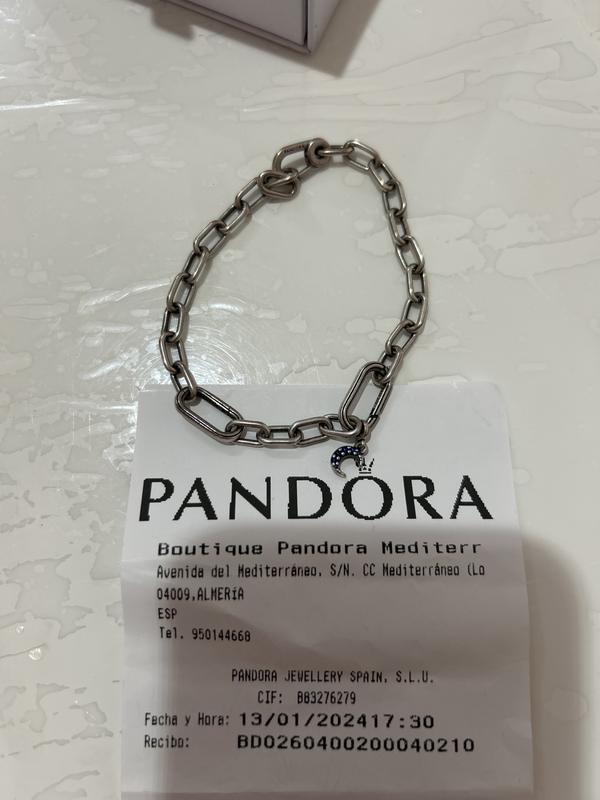 PANDORA
Boutique Pandora Mediterr
Avenida del Mediterráneo, S/N. CC Mediterráneo (Lo
04009,ALMERÍA
ESP
Tel. 950144668
PANDORA JEWELLERY SPAIN, S.L.U.
CIF: B83276279
Fecha y Hora: 13/01/202417:30
Recibo: BD0260400200040210